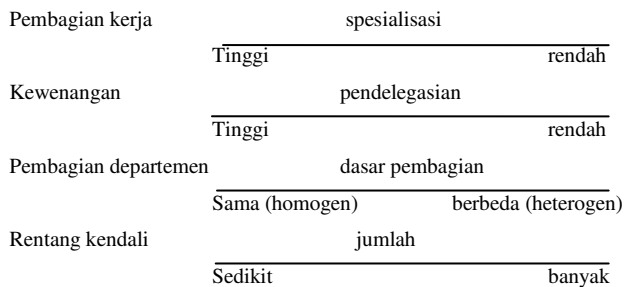 Pembagian kerja spesialisasi
Tinggi rendah
Kewenangan pendelegasian
Tinggi rendah
Pembagian departemen dasar pembagian
Sama (homogen) berbeda (heterogen)
Rentang kendali jumlah
Sedikit banyak